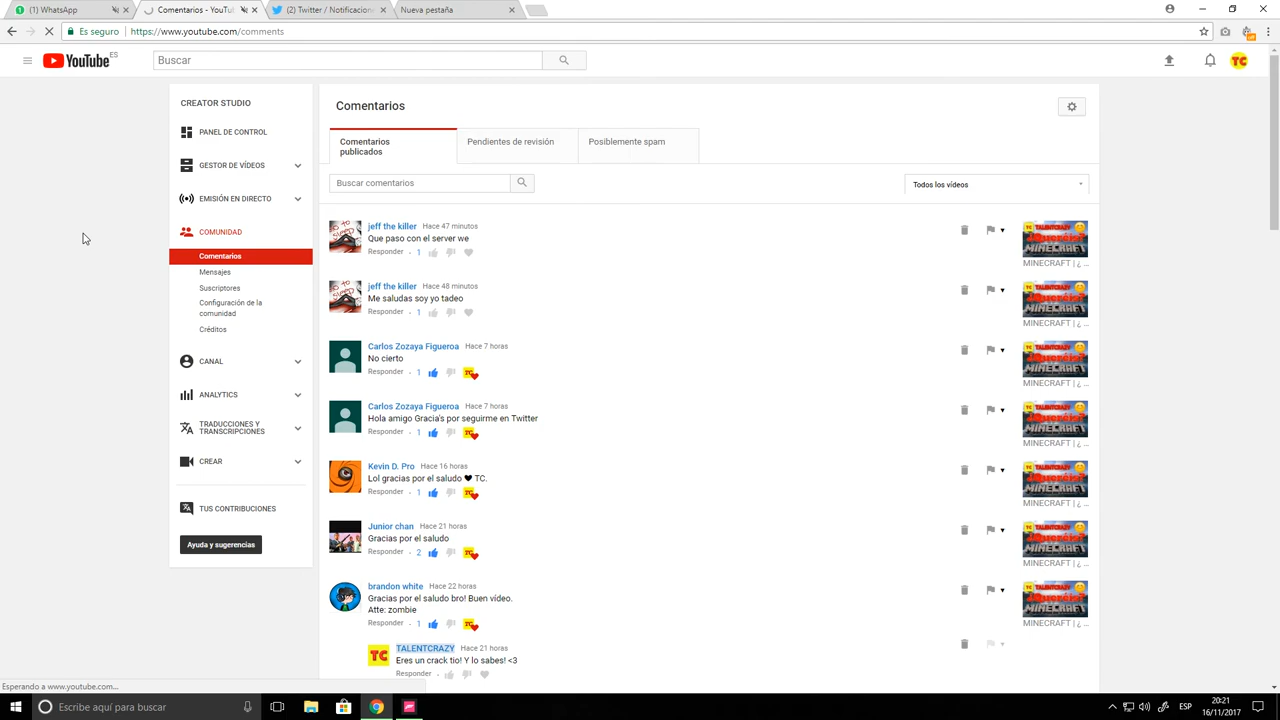 (1) WhatsApp
Comentarios - YouTu
(2) Twitter / Notificacione
Nueva pestaña
Es seguro
https://www.youtube.com/comments
YouTube ES
Buscar
TC
CREATOR STUDIO
PANEL DE CONTROL
GESTOR DE VÍDEOS
EMISIÓN EN DIRECTO
COMUNIDAD
Comentarios
Mensajes
Suscriptores
Configuración de la
comunidad
Créditos
CANAL
ANALYTICS
TRADUCCIONES Y
TRANSCRIPCIONES
CREAR
TUS CONTRIBUCIONES
Ayuda y sugerencias
Comentarios
Comentarios
publicados
Pendientes de revisión
Posiblemente spam
Buscar comentarios
Todos los vídeos
jeff the killer Hace 47 minutos
Que paso con el server we
Responder · 1
MINECRAFT | ¿ ...
jeff the killer Hace 48 minutos
Me saludas soy yo tadeo
Responder · 1
MINECRAFT | ¿ ...
Carlos Zozaya Figueroa Hace 7 horas
No cierto
Responder · 1
MINECRAFT | ¿ ...
Carlos Zozaya Figueroa Hace 7 horas
Hola amigo Gracia's por seguirme en Twitter
Responder · 1
MINECRAFT | ¿ ...
Kevin D. Pro Hace 16 horas
Lol gracias por el saludo ❤ TC.
Responder · 1
MINECRAFT | ¿ ...
Junior chan Hace 21 horas
Gracias por el saludo
Responder · 2
MINECRAFT | ¿ ...
brandon white Hace 22 horas
Gracias por el saludo bro! Buen video.
Atte: zombie
Responder · 1
MINECRAFT | ¿ ...
TC
TALENTCRAZY Hace 21 horas
Eres un crack tio! Y lo sabes! <3
Responder
Esperando a www.youtube.com...
Escribe aquí para buscar
ESP
20:21
16/11/2017